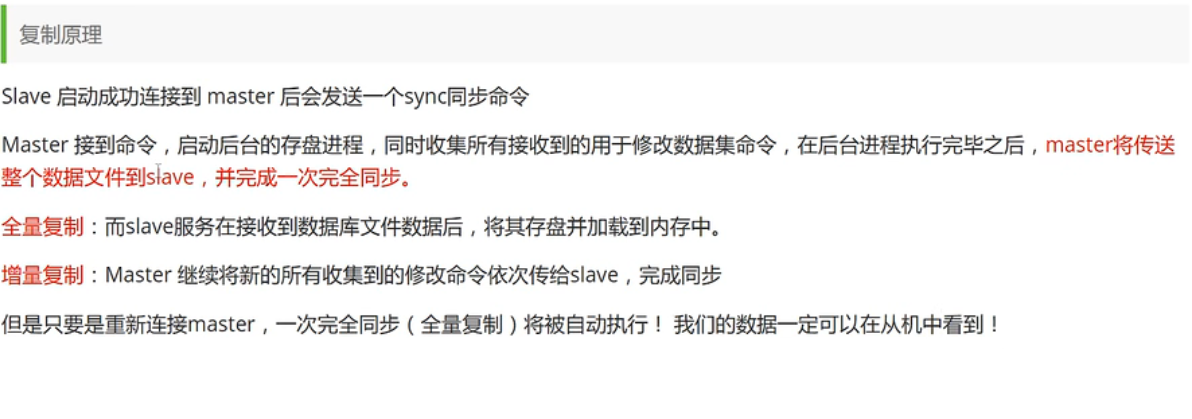 复制原理
Slave 启动成功连接到 master 后会发送一个sync同步命令
Master 接到命令，启动后台的存盘进程，同时收集所有接收到的用于修改数据集命令，在后台进程执行完毕之后，master将传送
整个数据文件到slave，并完成一次完全同步。
全量复制：而slave服务在接收到数据库文件数据后，将其存盘并加载到内存中。
增量复制：Master 继续将新的所有收集到的修改命令依次传给slave，完成同步
但是只要是重新连接master，一次完全同步（全量复制）将被自动执行！ 我们的数据一定可以在从机中看到！